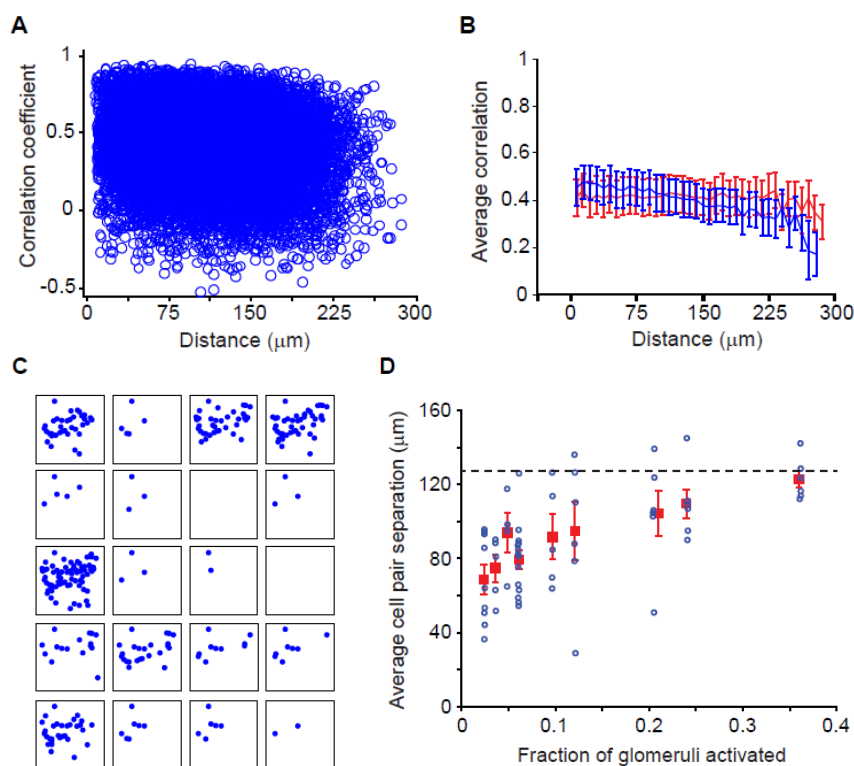 A
Correlation coefficient
1
0.5
0
-0.5
0 75 150 225 300
Distance (μm)
B
Average correlation
1
0.8
0.6
0.4
0.2
0
0 75 150 225 300
Distance (μm)
C
D
Average cell pair separation (μm)
160
120
80
40
0
0 0.1 0.2 0.3 0.4
Fraction of glomeruli activated